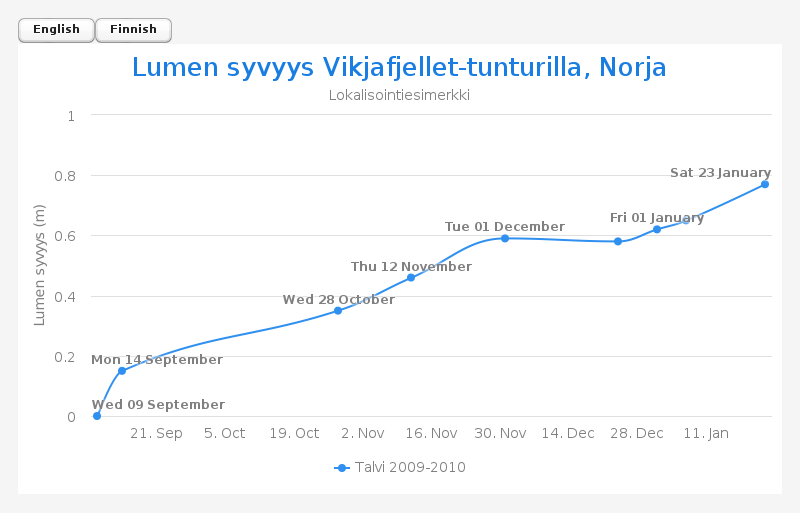 English
Finnish
Lumen syvyys Vikjafjellet-tunturilla, Norja
Lokalisointiesimerkki
Lumen syvyys (m)
1
0.8
0.6
0.4
0.2
0
Sat 23 January
Fri 01 January
Tue 01 December
Thu 12 November
Wed 28 October
Mon 14 September
Wed 09 September
21. Sep
5. Oct
19. Oct
2. Nov
16. Nov
30. Nov
14. Dec
28. Dec
11. Jan
Talvi 2009-2010